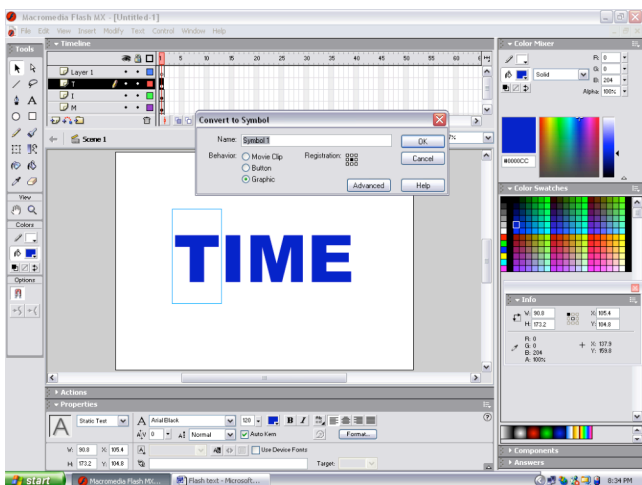 Macromedia Flash MX - [Untitled-1]
File Edit View Insert Modify Text Control Window Help
Tools
View
Colors
Options
Timeline
1 5 10 15 20 25 30 35 40 45 50 55 60
Layer 1
T
I
M
Scene 1
Convert to Symbol
Name: Symbol 1
OK
Behavior: Movie Clip Registration:
Cancel
Button
Graphic
Advanced Help
TIME
Color Mixer
R: 0
Solid G: 0
B: 204
Alpha: 100%
#0000CC
Color Swatches
Info
W: 90.8 X: 105.4
H: 173.2 Y: 104.8
R: 0
G: 0 X: 137.9
B: 204 Y: 159.8
A: 100%
Components
Answers
Actions
Properties
Static Text A Arial Black 120 B I
A|V 0 Normal Auto Kern Format...
W: 90.8 X: 105.4 Use Device Fonts
H: 173.2 Y: 104.8 Target:
start Macromedia Flash MX... Flash text - Microsoft... 8:34 PM